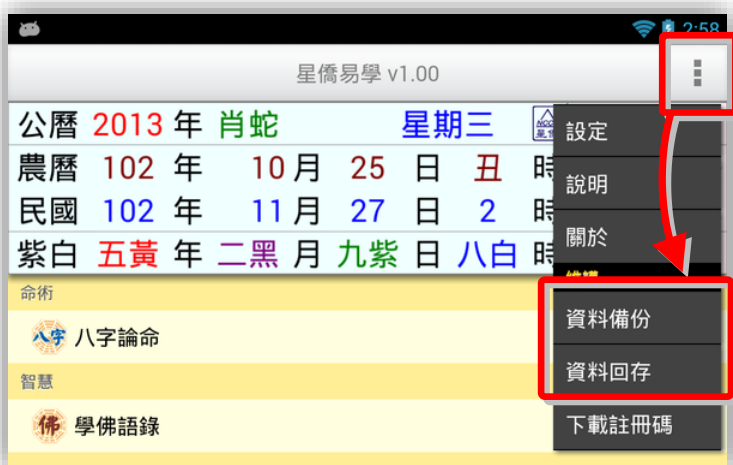 2:58
星僑易學 v1.00
公曆 2013 年 肖蛇 星期三
農曆 102 年 10 月 25 日 丑 時
民國 102 年 11 月 27 日 2 時
紫白 五黃 年 二黑 月 九紫 日 八白 時
命術
八字 八字論命
智慧
佛 學佛語錄
設定
說明
關於
資料備份
資料回存
下載註冊碼